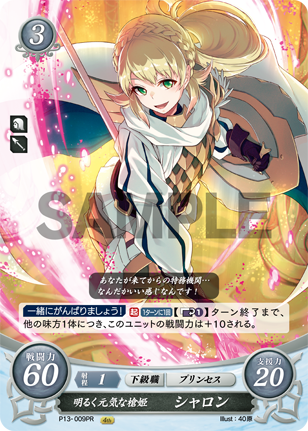 3
SAMPLE
あなたが来てからの特務機関…
なんだかいい感じなんです！
一緒にがんばりましょう！ 起 1ターンに1回 【1】ターン終了まで、
他の味方1体につき、このユニットの戦闘力は＋10される。
戦闘力
60
射程 1 下級職 プリンセス
支援力
20
明るく元気な槍姫 シャロン
P13-009PR 4th Illust：40原